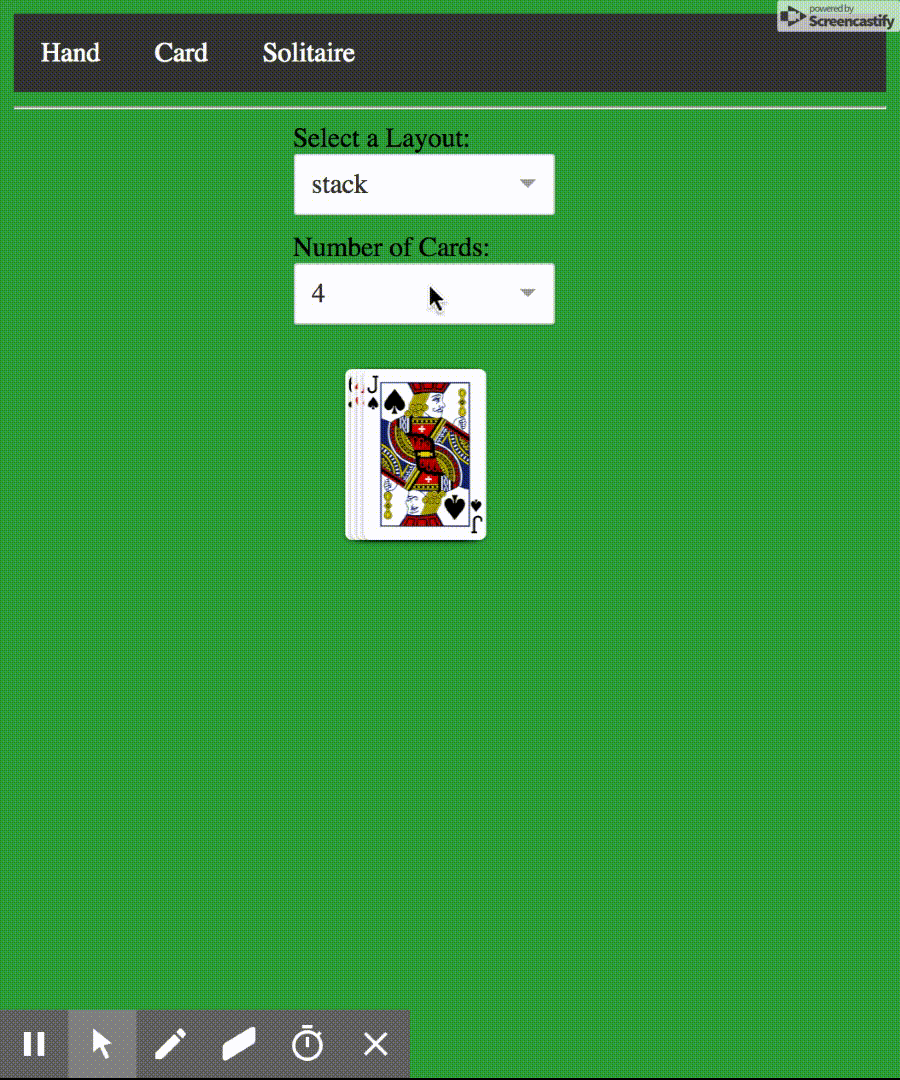 powered by
Screencastify
Hand Card Solitaire
Select a Layout:
stack
Number of Cards:
4
J
J